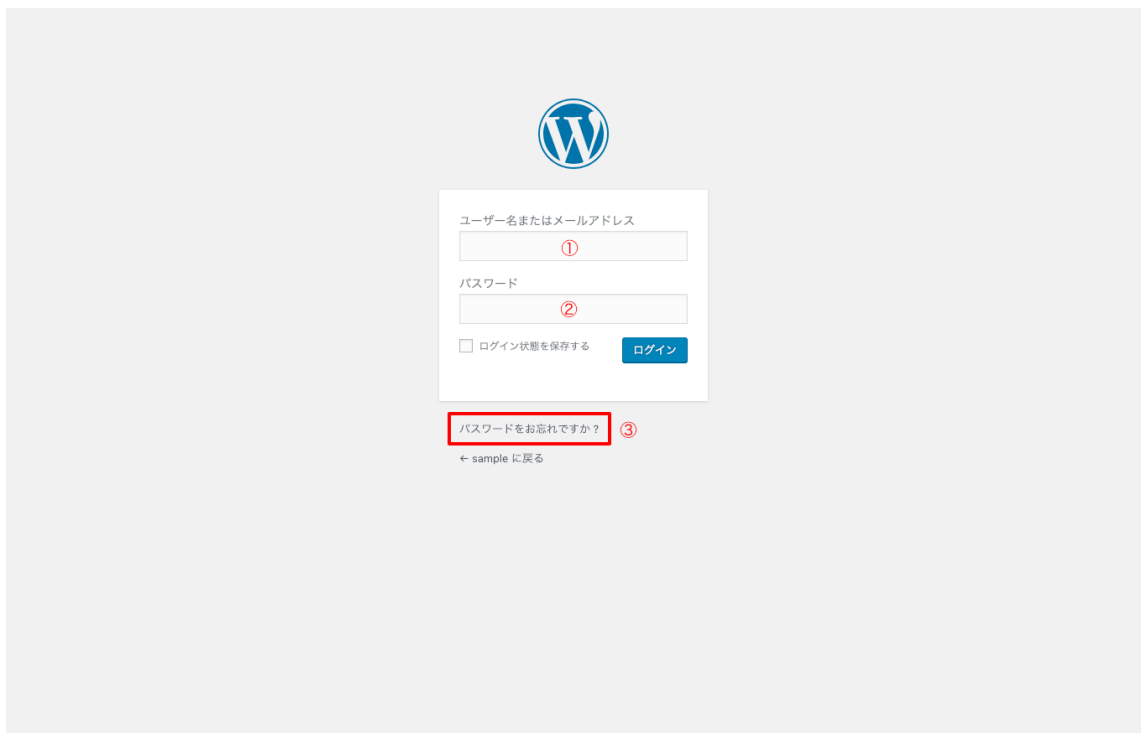 ユーザー名またはメールアドレス
①
パスワード
②
ログイン状態を保存する ログイン
パスワードをお忘れですか ? ③
← sample に戻る